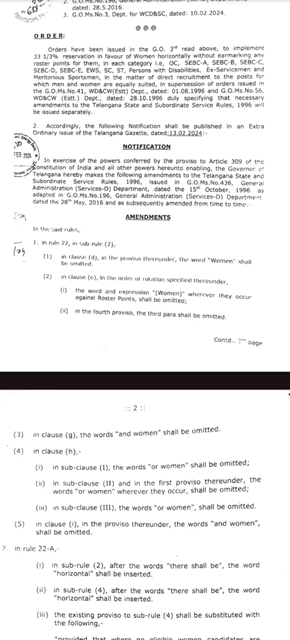 2. G.O.Ms.No.196, General Administration (Services-D)
dated: 28.5.2016.
3. G.O.Ms.No.3, Dept. for WCD&SC, dated: 10.02.2024.
O R D E R:
Orders have been issued in the G.O. 3rd read above, to implement
33 1/3% reservation in favour of Women horizontally without earmarking any
roster points for them, in each category i.e, OC, SEBC-A, SEBC-B, SEBC-C,
SEBC-D, SEBC-E, EWS, SC, ST, Persons with Disabilities, Ex-Servicemen and
Meritorious Sportsmen, in the matter of direct recruitment to the posts for
which men and women are equally suited, in supersession of orders issued in
the G.O.Ms.No.41, WD&CW(Estt) Dept., dated: 01.08.1996 and G.O.Ms.No.56,
WD&CW (Estt) Dept., dated: 28.10.1996 duly specifying that necessary
amendments to the Telangana State and Subordinate Service Rules, 1996 will
be issued separately.
2. Accordingly, the following Notification shall be published in an Extra
Ordinary issue of the Telangana Gazette, dated:13.02.2024:-
NOTIFICATION
In exercise of the powers conferred by the proviso to Article 309 of the
Constitution of India and all other powers hereunto enabling, the Governor of
Telangana hereby makes the following amendments to the Telangana State and
Subordinate Service Rules, 1996, issued in G.O.Ms.No.436, General
Administration (Services-D) Department, dated the 15th October, 1996. as
adapted in G.O.Ms.No.196, General Administration (Services-D) Department,
dated the 28th May, 2016 and as subsequently amended from time to time:-
FEB 2024
AMENDMENTS
In the said rules,
1. in rule 22, in sub-rule (2),
(1) in clause (d), in the proviso thereunder, the word "Women" shall
be omitted.
(2) in clause (e), in the order of rotation specified thereunder,
(i) the word and expression "(Women)" wherever they occur
against Roster Points, shall be omitted;
(ii) in the fourth proviso, the third para shall be omitted.
Contd.. 2nd page
:: 2 ::
(3) in clause (g), the words "and women" shall be omitted.
(4) in clause (h),-
(i) in sub-clause (I), the words "or women" shall be omitted;
(ii) in sub-clause (II) and in the first proviso thereunder, the
words "or women" wherever they occur, shall be omitted;
(iii) in sub-clause (III), the words "or women", shall be omitted.
(5) in clause (i), in the proviso thereunder, the words "and women",
shall be omitted.
2. in rule 22-A,-
(i) in sub-rule (2), after the words "there shall be", the word
"horizontal" shall be inserted.
(ii) in sub-rule (4), after the words "there shall be", the word
"horizontal" shall be inserted.
(iii) the existing proviso to sub-rule (4) shall be substituted with
the following,-
"provided that where no eligible women candidates are